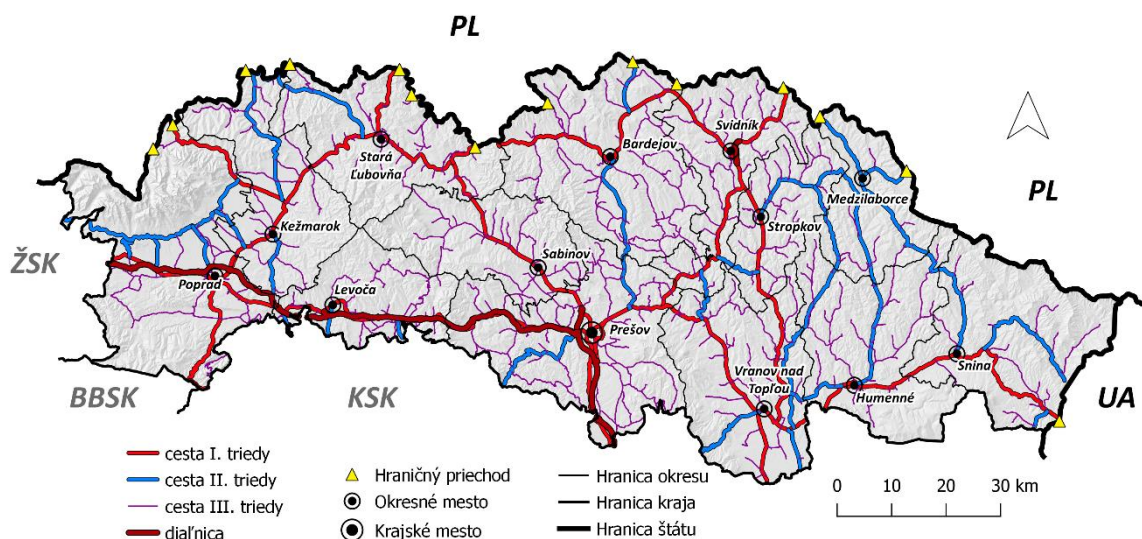 PL
Svidník
Bardejov
Stará
Ľubovňa
Medzilaborce
PL
Stropkov
Kežmarok
Sabinov
ŽSK
Poprad
Levoča
Prešov
Vranov nad
Topľou
Snina
Humenné
BBSK
KSK
UA
cesta I. triedy
cesta II. triedy
cesta III. triedy
diaľnica
Hraničný priechod
Okresné mesto
Krajské mesto
Hranica okresu
Hranica kraja
Hranica štátu
0 10 20 30 km